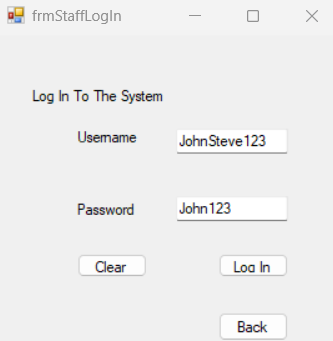 frmStaffLogIn
Log In To The System
Username JohnSteve123
Password John123
Clear Log In
Back